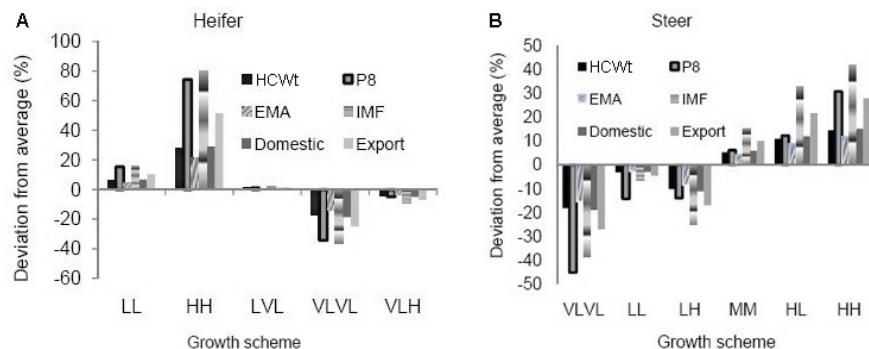 A Heifer
Deviation from average (%)
100
80
60
40
20
0
-20
-40
-60
HCWt P8
EMA IMF
Domestic Export
LL HH LVL VLVL VLH
Growth scheme
B Steer
Deviation from average (%)
50
40
30
20
10
0
-10
-20
-30
-40
-50
HCWt P8
EMA IMF
Domestic Export
VLVL LL LH MM HL HH
Growth scheme